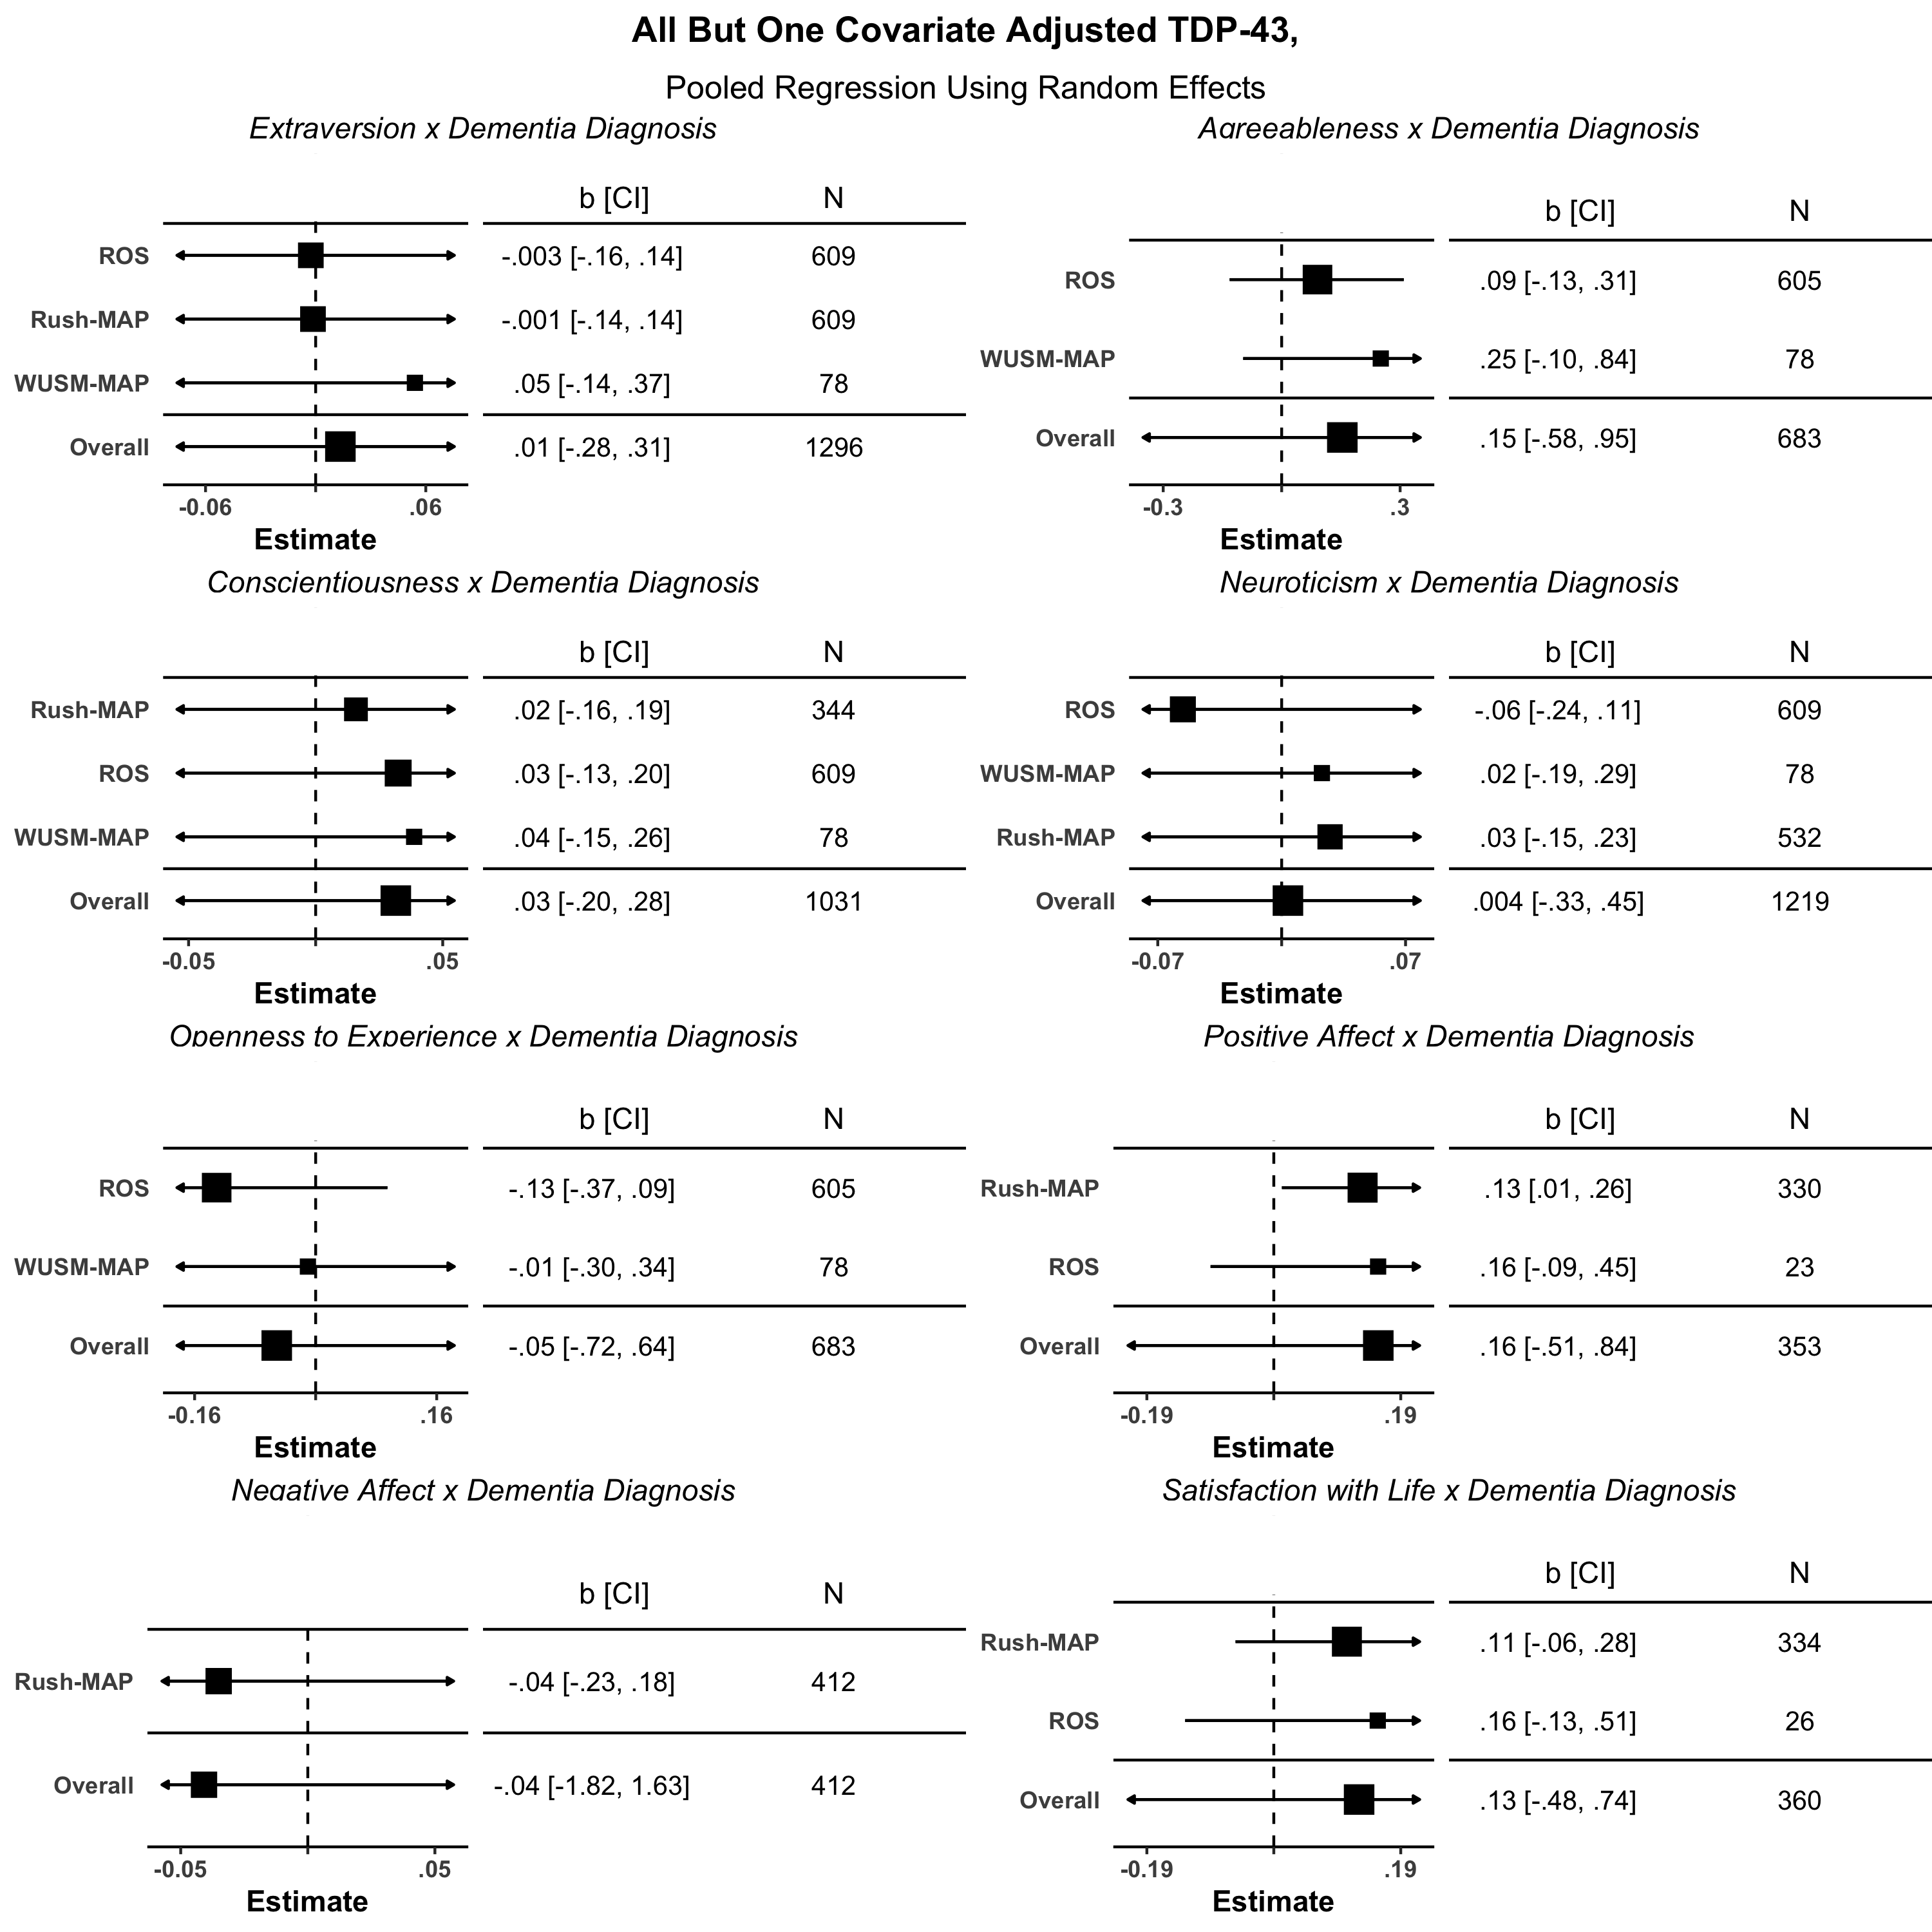 All But One Covariate Adjusted TDP-43,
Pooled Regression Using Random Effects
Extraversion x Dementia Diagnosis
b [CI] N
ROS -.003 [-.16, .14] 609
Rush-MAP -.001 [-.14, .14] 609
WUSM-MAP .05 [-.14, .37] 78
Overall .01 [-.28, .31] 1296
-0.06 .06
Estimate
Agreeableness x Dementia Diagnosis
b [CI] N
ROS .09 [-.13, .31] 605
WUSM-MAP .25 [-.10, .84] 78
Overall .15 [-.58, .95] 683
-0.3 .3
Estimate
Conscientiousness x Dementia Diagnosis
b [CI] N
Rush-MAP .02 [-.16, .19] 344
ROS .03 [-.13, .20] 609
WUSM-MAP .04 [-.15, .26] 78
Overall .03 [-.20, .28] 1031
-0.05 .05
Estimate
Neuroticism x Dementia Diagnosis
b [CI] N
ROS -.06 [-.24, .11] 609
WUSM-MAP .02 [-.19, .29] 78
Rush-MAP .03 [-.15, .23] 532
Overall .004 [-.33, .45] 1219
-0.07 .07
Estimate
Openness to Experience x Dementia Diagnosis
b [CI] N
ROS -.13 [-.37, .09] 605
WUSM-MAP -.01 [-.30, .34] 78
Overall -.05 [-.72, .64] 683
-0.16 .16
Estimate
Positive Affect x Dementia Diagnosis
b [CI] N
Rush-MAP .13 [.01, .26] 330
ROS .16 [-.09, .45] 23
Overall .16 [-.51, .84] 353
-0.19 .19
Estimate
Negative Affect x Dementia Diagnosis
b [CI] N
Rush-MAP -.04 [-.23, .18] 412
Overall -.04 [-1.82, 1.63] 412
-0.05 .05
Estimate
Satisfaction with Life x Dementia Diagnosis
b [CI] N
Rush-MAP .11 [-.06, .28] 334
ROS .16 [-.13, .51] 26
Overall .13 [-.48, .74] 360
-0.19 .19
Estimate